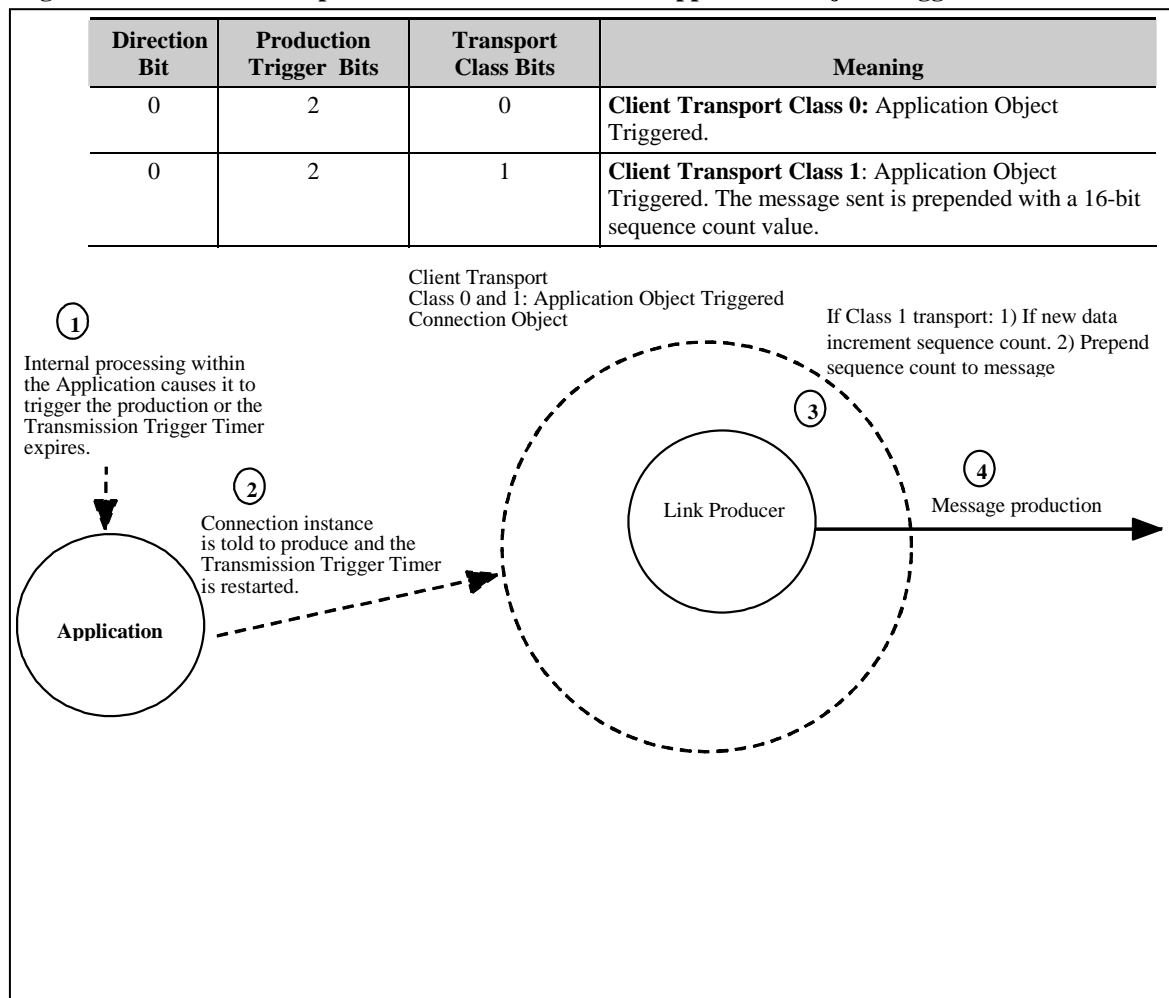 Direction Bit
Production Trigger Bits
Transport Class Bits
Meaning
0 2 0 Client Transport Class 0: Application Object
Triggered.
0 2 1 Client Transport Class 1: Application Object
Triggered. The message sent is prepended with a 16-bit
sequence count value.
Client Transport
Class 0 and 1: Application Object Triggered
Connection Object
1
Internal processing within
the Application causes it to
trigger the production or the
Transmission Trigger Timer
expires.
If Class 1 transport: 1) If new data
increment sequence count. 2) Prepend
sequence count to message
3
2
Connection instance
is told to produce and the
Transmission Trigger Timer
is restarted.
4
Link Producer
Message production
Application